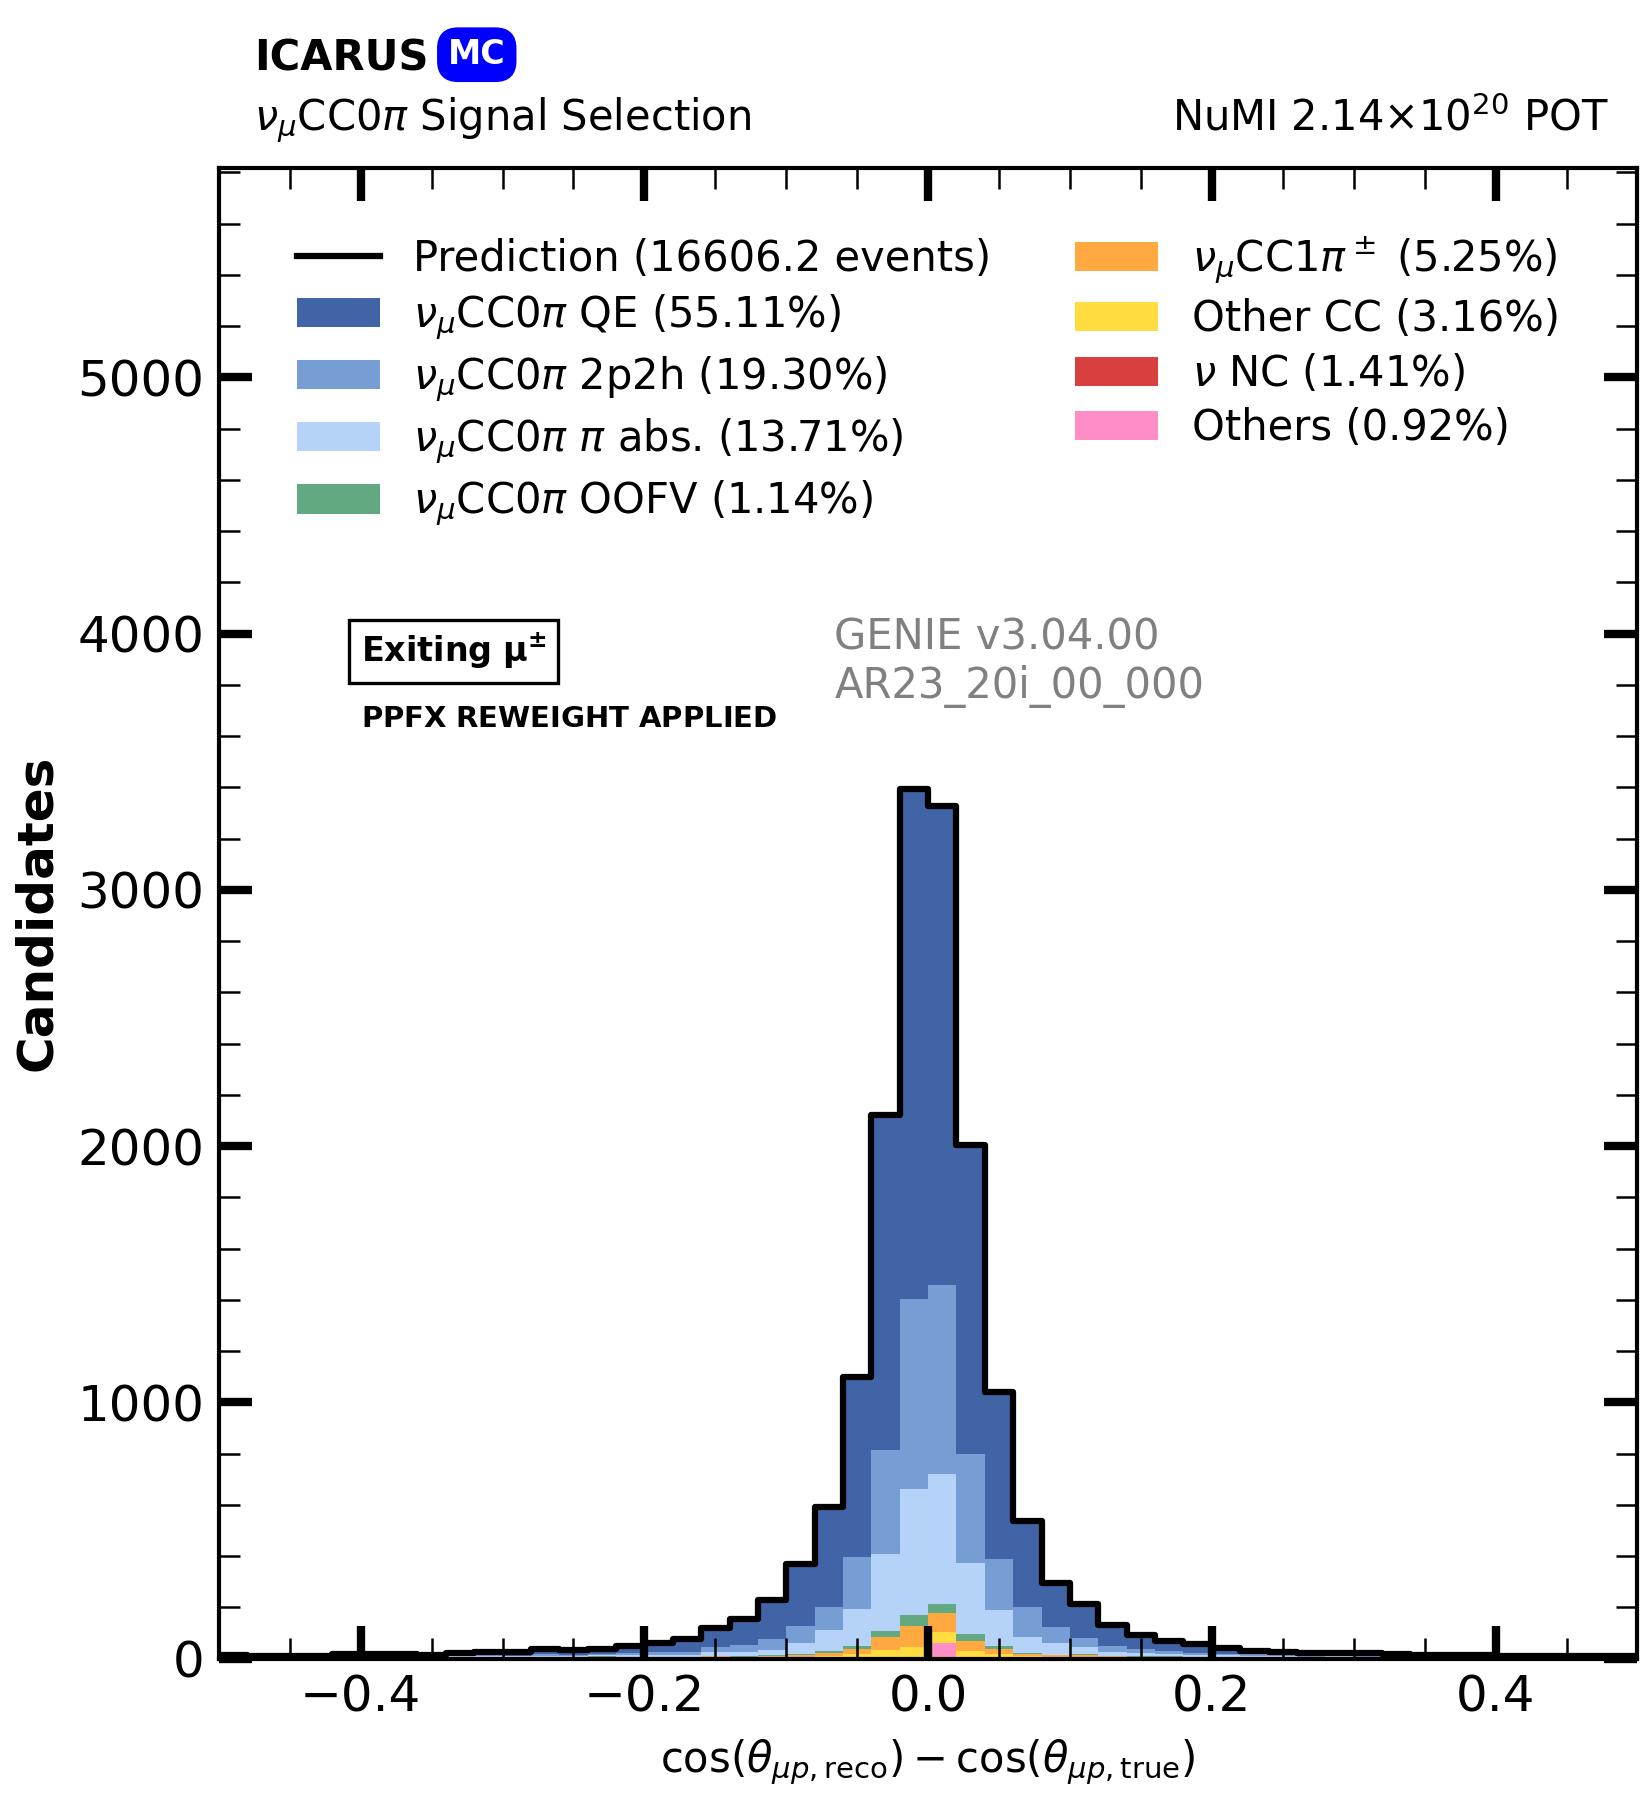 ICARUS MC
νμCC0π Signal Selection
NuMI 2.14×10²⁰ POT
Prediction (16606.2 events)
νμCC0π QE (55.11%)
νμCC0π 2p2h (19.30%)
νμCC0π π abs. (13.71%)
νμCC0π OOFV (1.14%)
νμCC1π± (5.25%)
Other CC (3.16%)
ν NC (1.41%)
Others (0.92%)
Exiting μ±
PPFX REWEIGHT APPLIED
GENIE v3.04.00
AR23_20i_00_000
Candidates
5000
4000
3000
2000
1000
0
−0.4 −0.2 0.0 0.2 0.4
cos(θμp, reco) − cos(θμp, true)